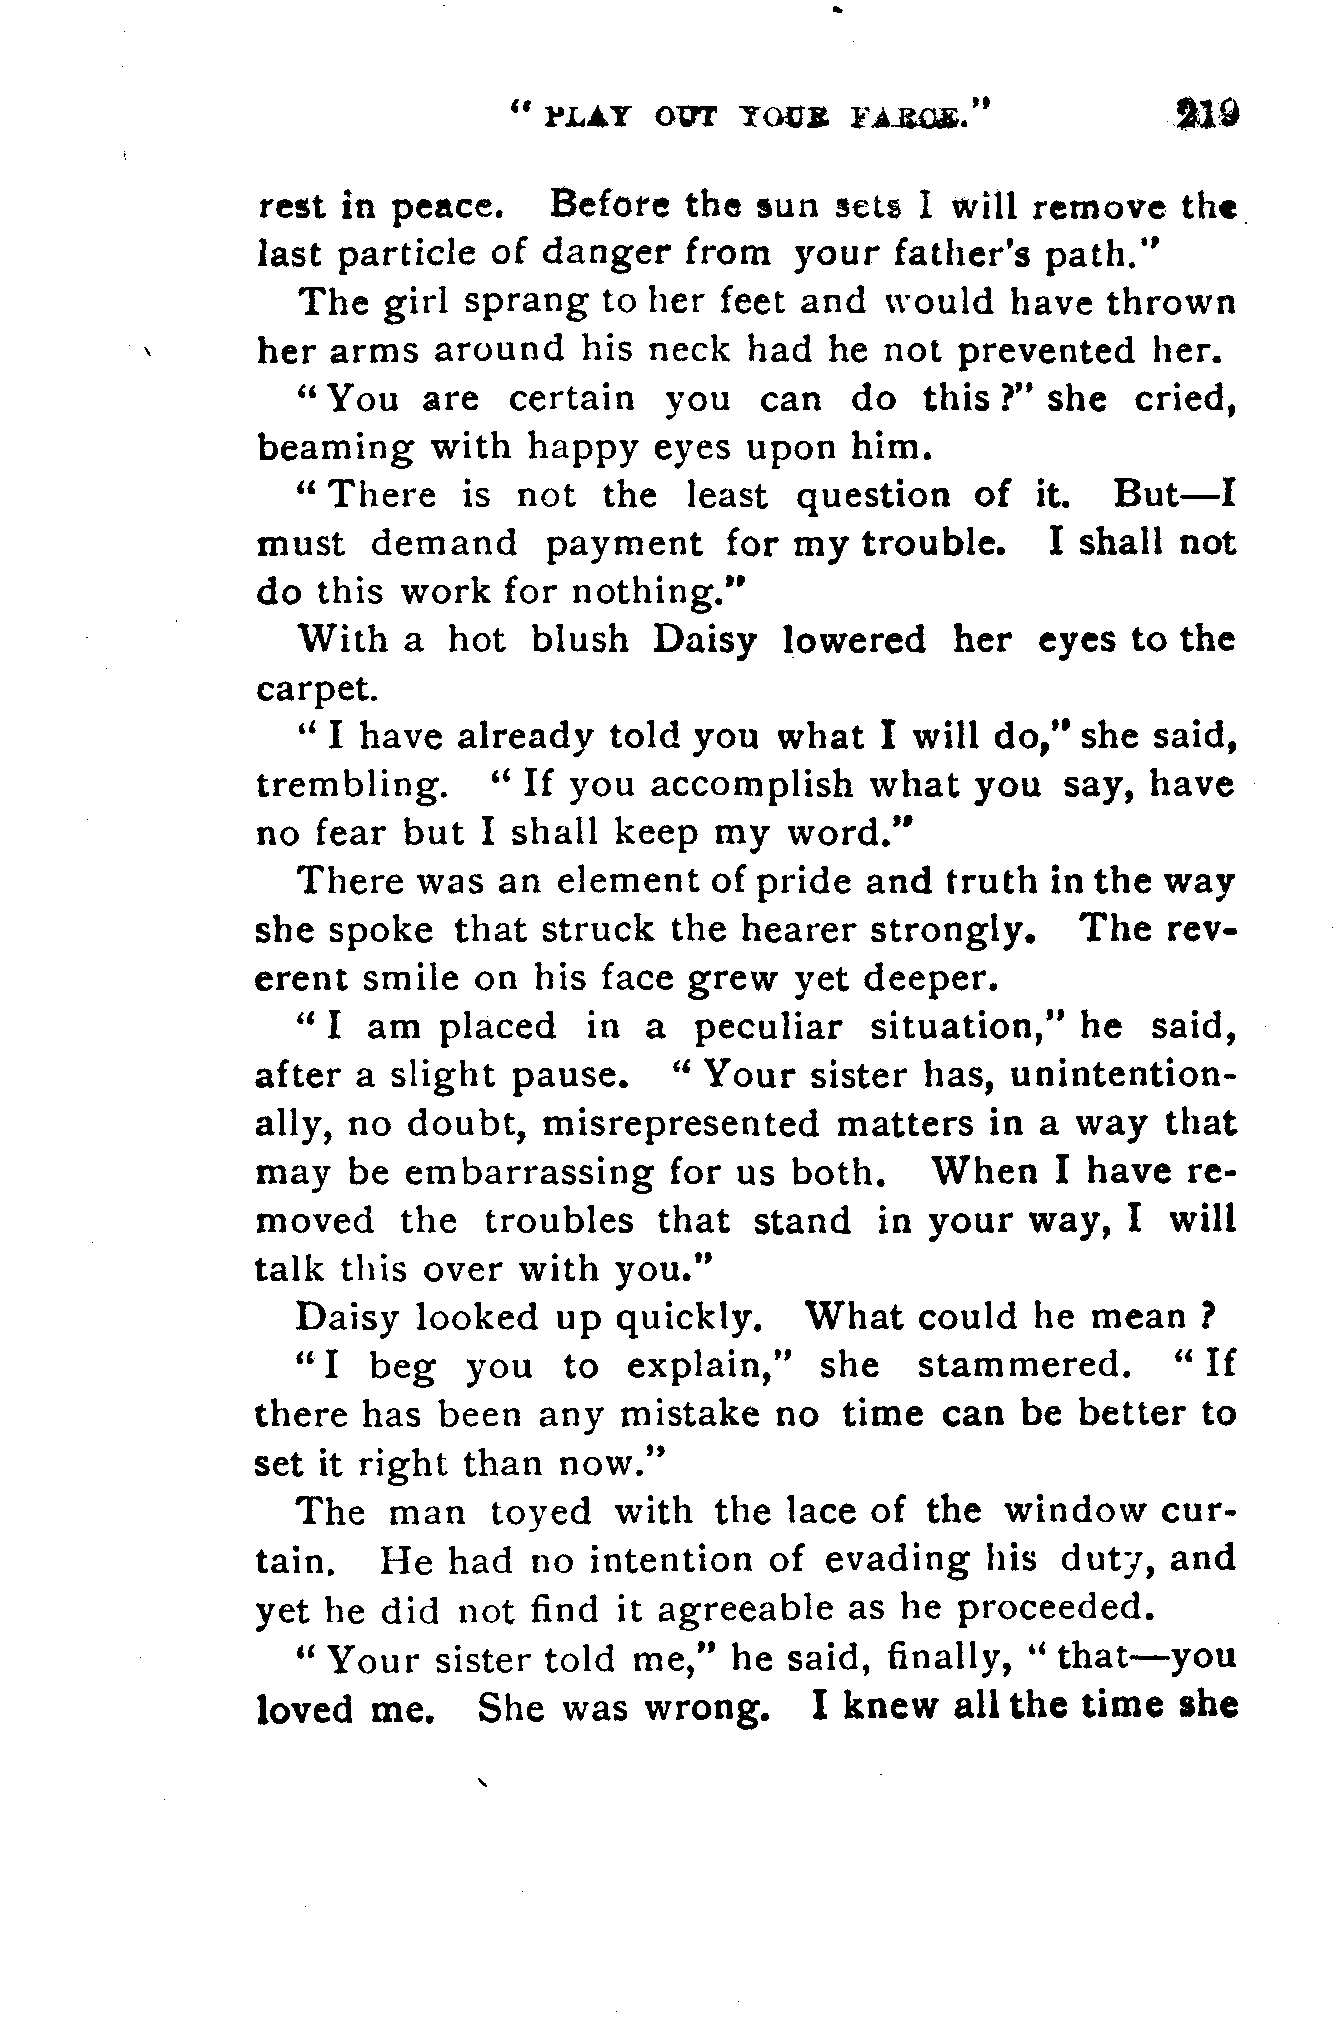 “ PLAY OUT YOUR FARCE.” 219
rest in peace. Before the sun sets I will remove the
last particle of danger from your father's path.”
The girl sprang to her feet and would have thrown
her arms around his neck had he not prevented her.
“ You are certain you can do this ?” she cried,
beaming with happy eyes upon him.
“ There is not the least question of it. But—I
must demand payment for my trouble. I shall not
do this work for nothing.”
With a hot blush Daisy lowered her eyes to the
carpet.
“ I have already told you what I will do,” she said,
trembling. “ If you accomplish what you say, have
no fear but I shall keep my word.”
There was an element of pride and truth in the way
she spoke that struck the hearer strongly. The rev-
erent smile on his face grew yet deeper.
“ I am placed in a peculiar situation,” he said,
after a slight pause. “ Your sister has, unintention-
ally, no doubt, misrepresented matters in a way that
may be embarrassing for us both. When I have re-
moved the troubles that stand in your way, I will
talk this over with you.”
Daisy looked up quickly. What could he mean ?
“ I beg you to explain,” she stammered. “ If
there has been any mistake no time can be better to
set it right than now.”
The man toyed with the lace of the window cur-
tain. He had no intention of evading his duty, and
yet he did not find it agreeable as he proceeded.
“ Your sister told me,” he said, finally, “ that—you
loved me. She was wrong. I knew all the time she